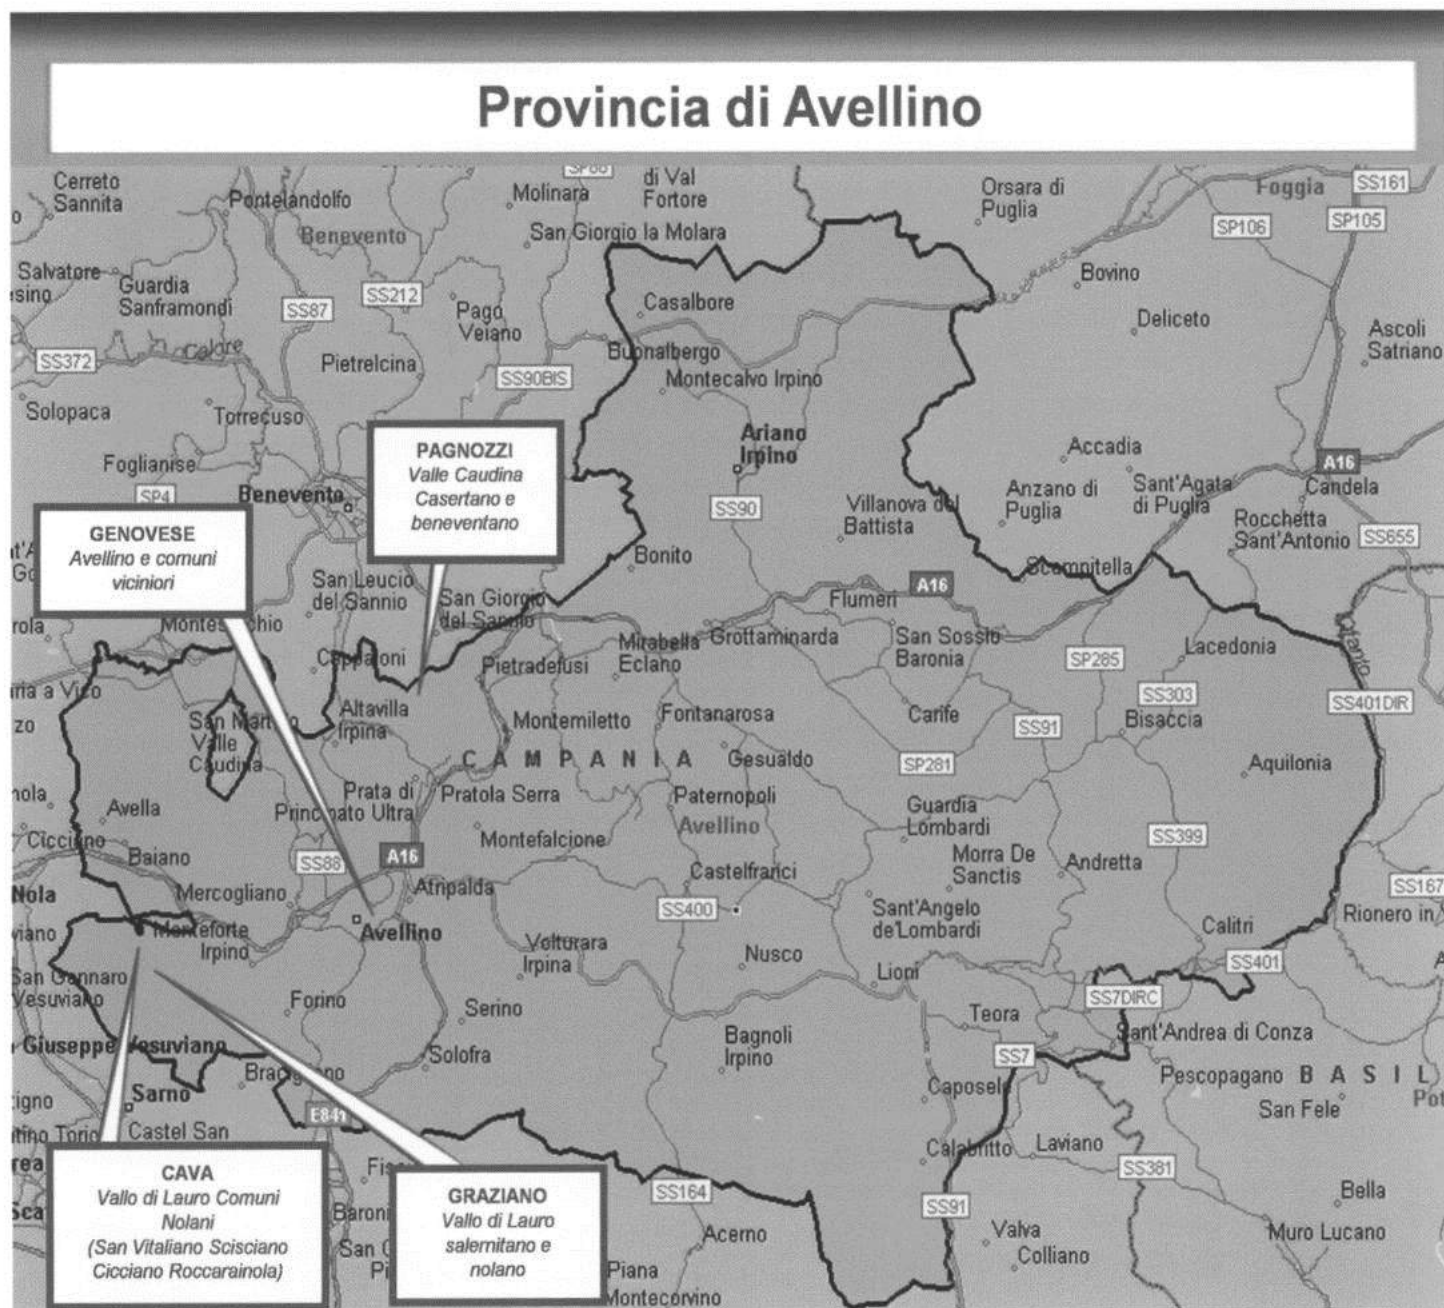 Provincia di Avellino
Cerreto
Sannita
Pontelandolfo
Molinara
di Val
Fortore
Orsara di
Puglia
Foggia
SS161
SP106
SP105
Benevento
San Giorgio la Molara
Salvatore
Guardia
Sanframondi
SS212
SS87
Pago
Veiano
Casalbore
Bovino
Deliceto
Ascoli
Satriano
SS372
Calore
Pietrelcina
SS90BIS
Buonalbergo
Montecalvo Irpino
Solopaca
Torrecuso
Foglianise
SP4
Benevento
PAGNOZZI
Valle Caudina
Casertano e
beneventano
Ariano
Irpino
SS90
Accadia
A16
Candela
Anzano di
Puglia
Sant'Agata
di Puglia
Villanova del
Battista
Rocchetta
Sant'Antonio
SS655
GENOVESE
Avellino e comuni
viciniori
Bonito
San Leucio
del Sannio
San Giorgio
del Sannio
Scampitella
A16
Flumeri
Grottaminarda
Mirabella
Eclano
San Sossio
Baronia
Lacedonia
SP285
SS303
Pietradefusi
Altavilla
Irpina
Montemiletto
Fontanarosa
Carife
SS91
Bisaccia
SS401DIR
San Martino
Valle
Caudina
CAMPANIA
Gesualdo
SP281
Aquilonia
Prata di
Principato Ultra
Pratola Serra
Paternopoli
Avellino
Guardia
Lombardi
Avella
Cicciano
Baiano
Montefalcione
SS88
A16
Morra De
Sanctis
SS399
Andretta
Mercogliano
Atripalda
Castelfranci
SS167
Nola
SS400
Sant'Angelo
de'Lombardi
Rionero in
Monteforte
Irpino
Avellino
Volturara
Irpina
Nusco
Lioni
Calitri
SS401
San Gennaro
Vesuviano
Forino
Serino
SS7DIRC
Teora
Sant'Andrea di Conza
Giuseppe Vesuviano
Solofra
Bagnoli
Irpino
SS7
Pescopagano
BASIL
San Fele
Sarno
E841
Caposele
Castel San
Calabritto
Laviano
SS381
CAVA
Vallo di Lauro Comuni
Nolani
(San Vitaliano Scisciano
Cicciano Roccarainola)
GRAZIANO
Vallo di Lauro
salernitano e
nolano
SS164
Acerno
SS91
Valva
Colliano
Bella
Muro Lucano
Piana
Montecorvino